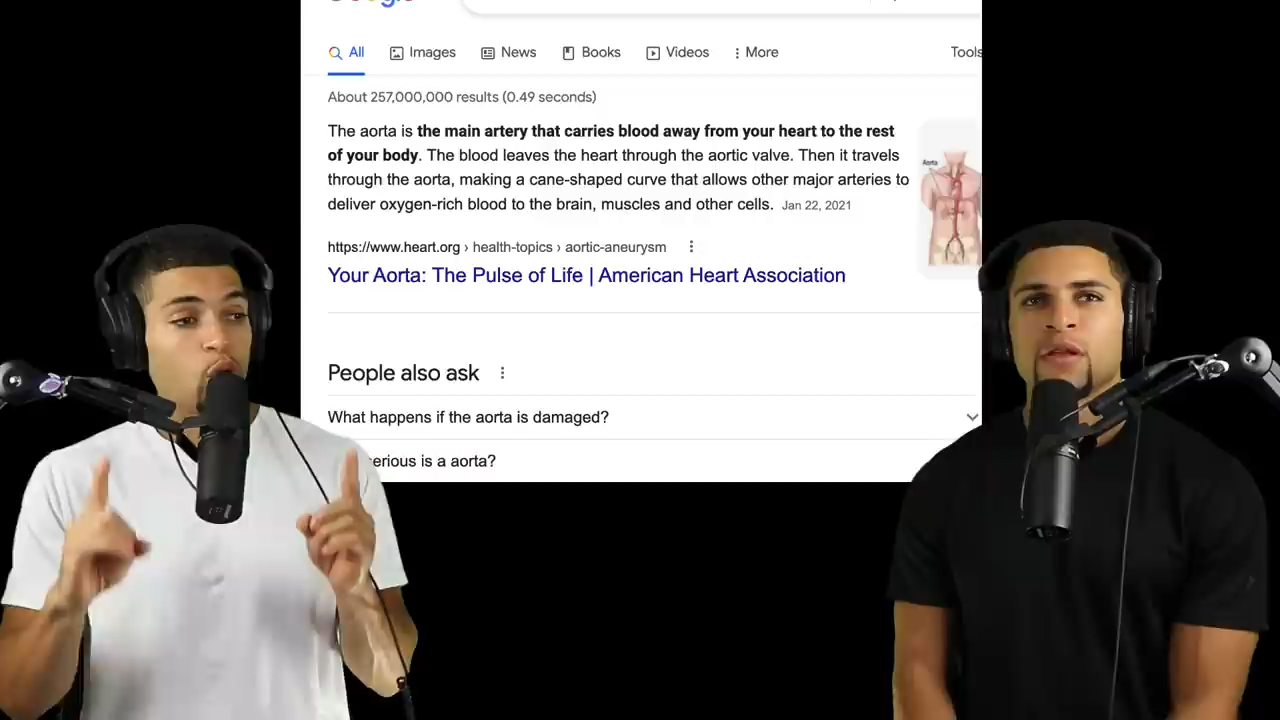 Google
All Images News Books Videos More Tools
About 257,000,000 results (0.49 seconds)
The aorta is the main artery that carries blood away from your heart to the rest
of your body. The blood leaves the heart through the aortic valve. Then it travels
through the aorta, making a cane-shaped curve that allows other major arteries to
deliver oxygen-rich blood to the brain, muscles and other cells. Jan 22, 2021
Aorta
https://www.heart.org › health-topics › aortic-aneurysm
Your Aorta: The Pulse of Life | American Heart Association
People also ask
What happens if the aorta is damaged?
erious is a aorta?